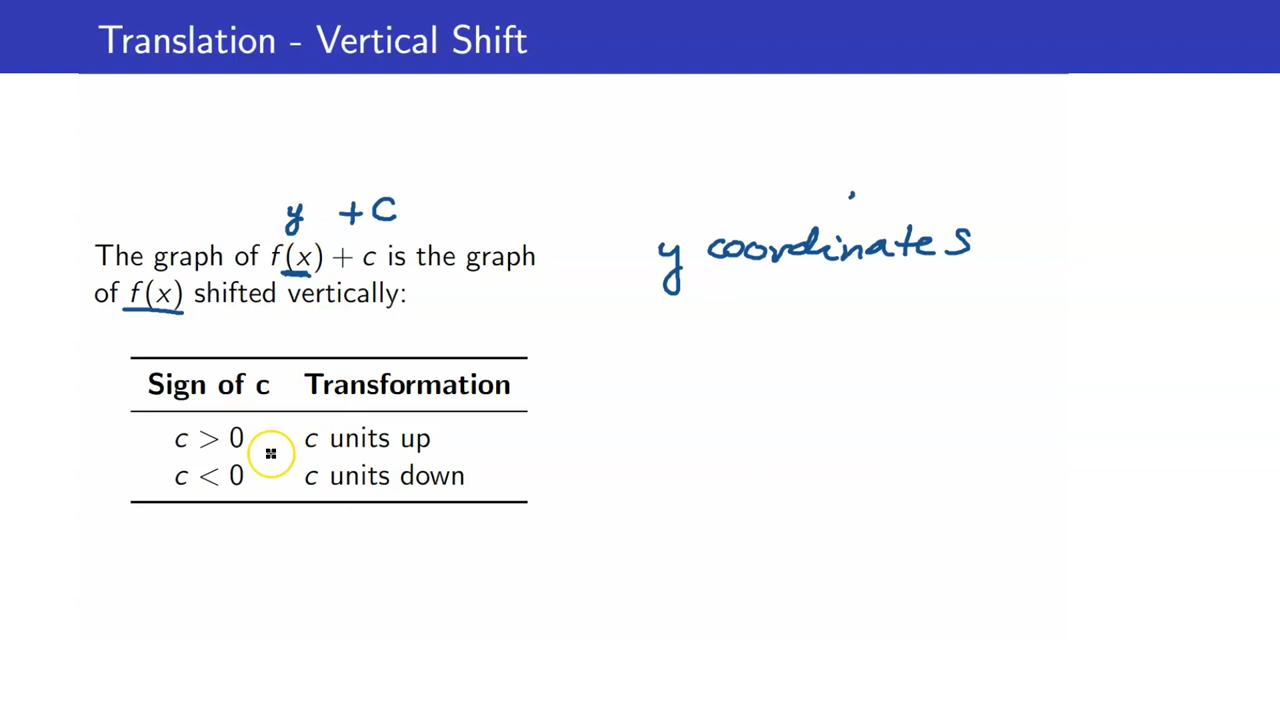 Translation - Vertical Shift
y + C
The graph of f(x) + c is the graph
of f(x) shifted vertically:
y coordinates
Sign of c Transformation
c > 0 c units up
c < 0 c units down